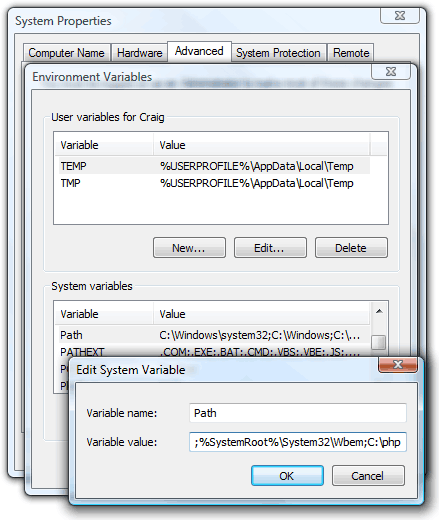 System Properties
Computer Name Hardware Advanced System Protection Remote
Environment Variables
User variables for Craig
Variable Value
TEMP %USERPROFILE%\AppData\Local\Temp
TMP %USERPROFILE%\AppData\Local\Temp
New... Edit... Delete
System variables
Variable Value
Path C:\Windows\system32;C:\Windows;C:\...
PATHEXT .COM;.EXE;.BAT;.CMD;.VBS;.VBE;.JS;....
Edit System Variable
Variable name: Path
Variable value: ;%SystemRoot%\System32\Wbem;C:\php
OK Cancel